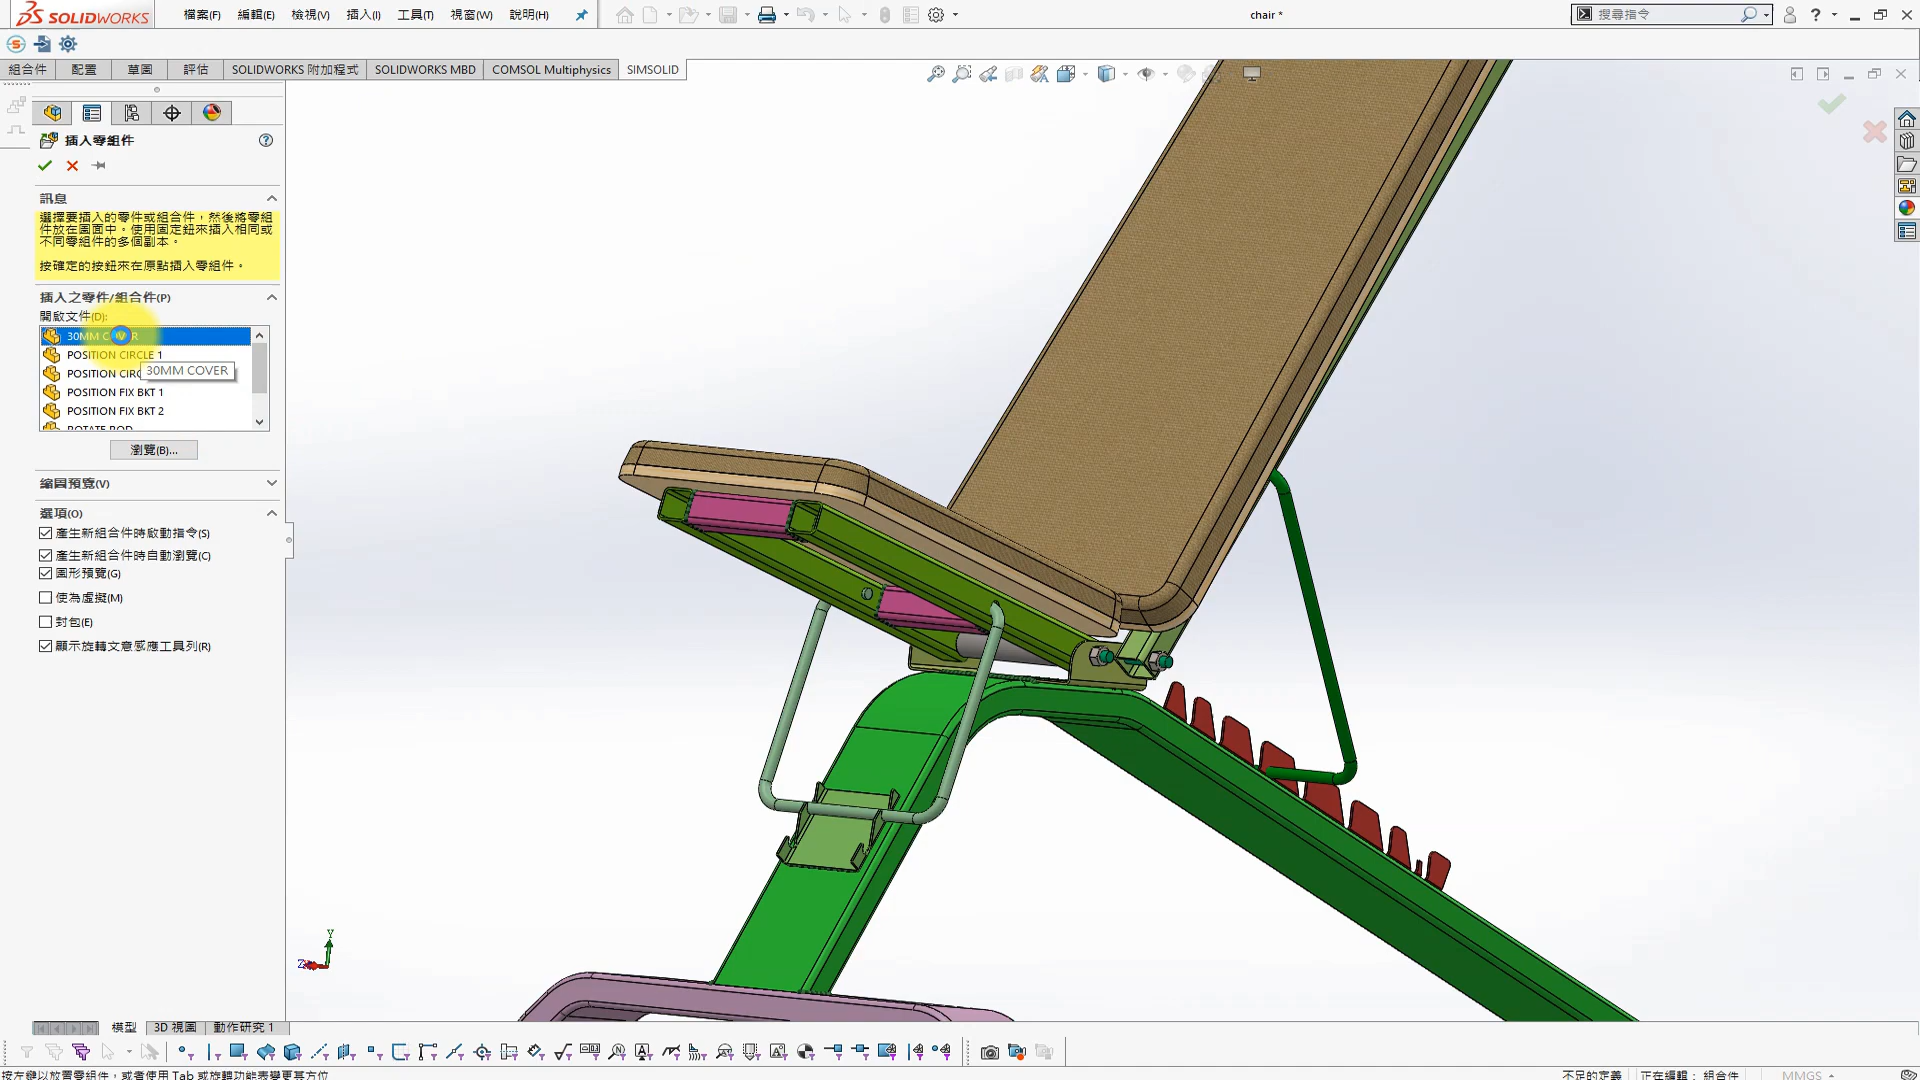 SOLIDWORKS
檔案(F) 編輯(E) 檢視(V) 插入(I) 工具(T) 視窗(W) 說明(H)
chair *
搜尋指令
組合件 配置 草圖 評估 SOLIDWORKS 附加程式 SOLIDWORKS MBD COMSOL Multiphysics SIMSOLID
插入零組件
訊息
選擇要插入的零件或組合件，然後將零組
件放在圖面中。使用固定鈕來插入相同或
不同零組件的多個副本。
按確定的按鈕來在原點插入零組件。
插入之零件/組合件(P)
開啟文件(D):
30MM COVER
POSITION CIRCLE 1
POSITION CIRC
30MM COVER
POSITION FIX BKT 1
POSITION FIX BKT 2
ROTATE ROD
瀏覽(B)...
縮圖預覽(V)
選項(O)
產生新組合件時啟動指令(S)
產生新組合件時自動瀏覽(C)
圖形預覽(G)
使為虛擬(M)
封包(E)
顯示旋轉文意感應工具列(R)
Y
Z
模型 3D 視圖 動作研究 1
按左鍵以放置零組件，或者使用 Tab 或旋轉功能表變更其方位
不足的定義 正在編輯： 組合件 MMGS